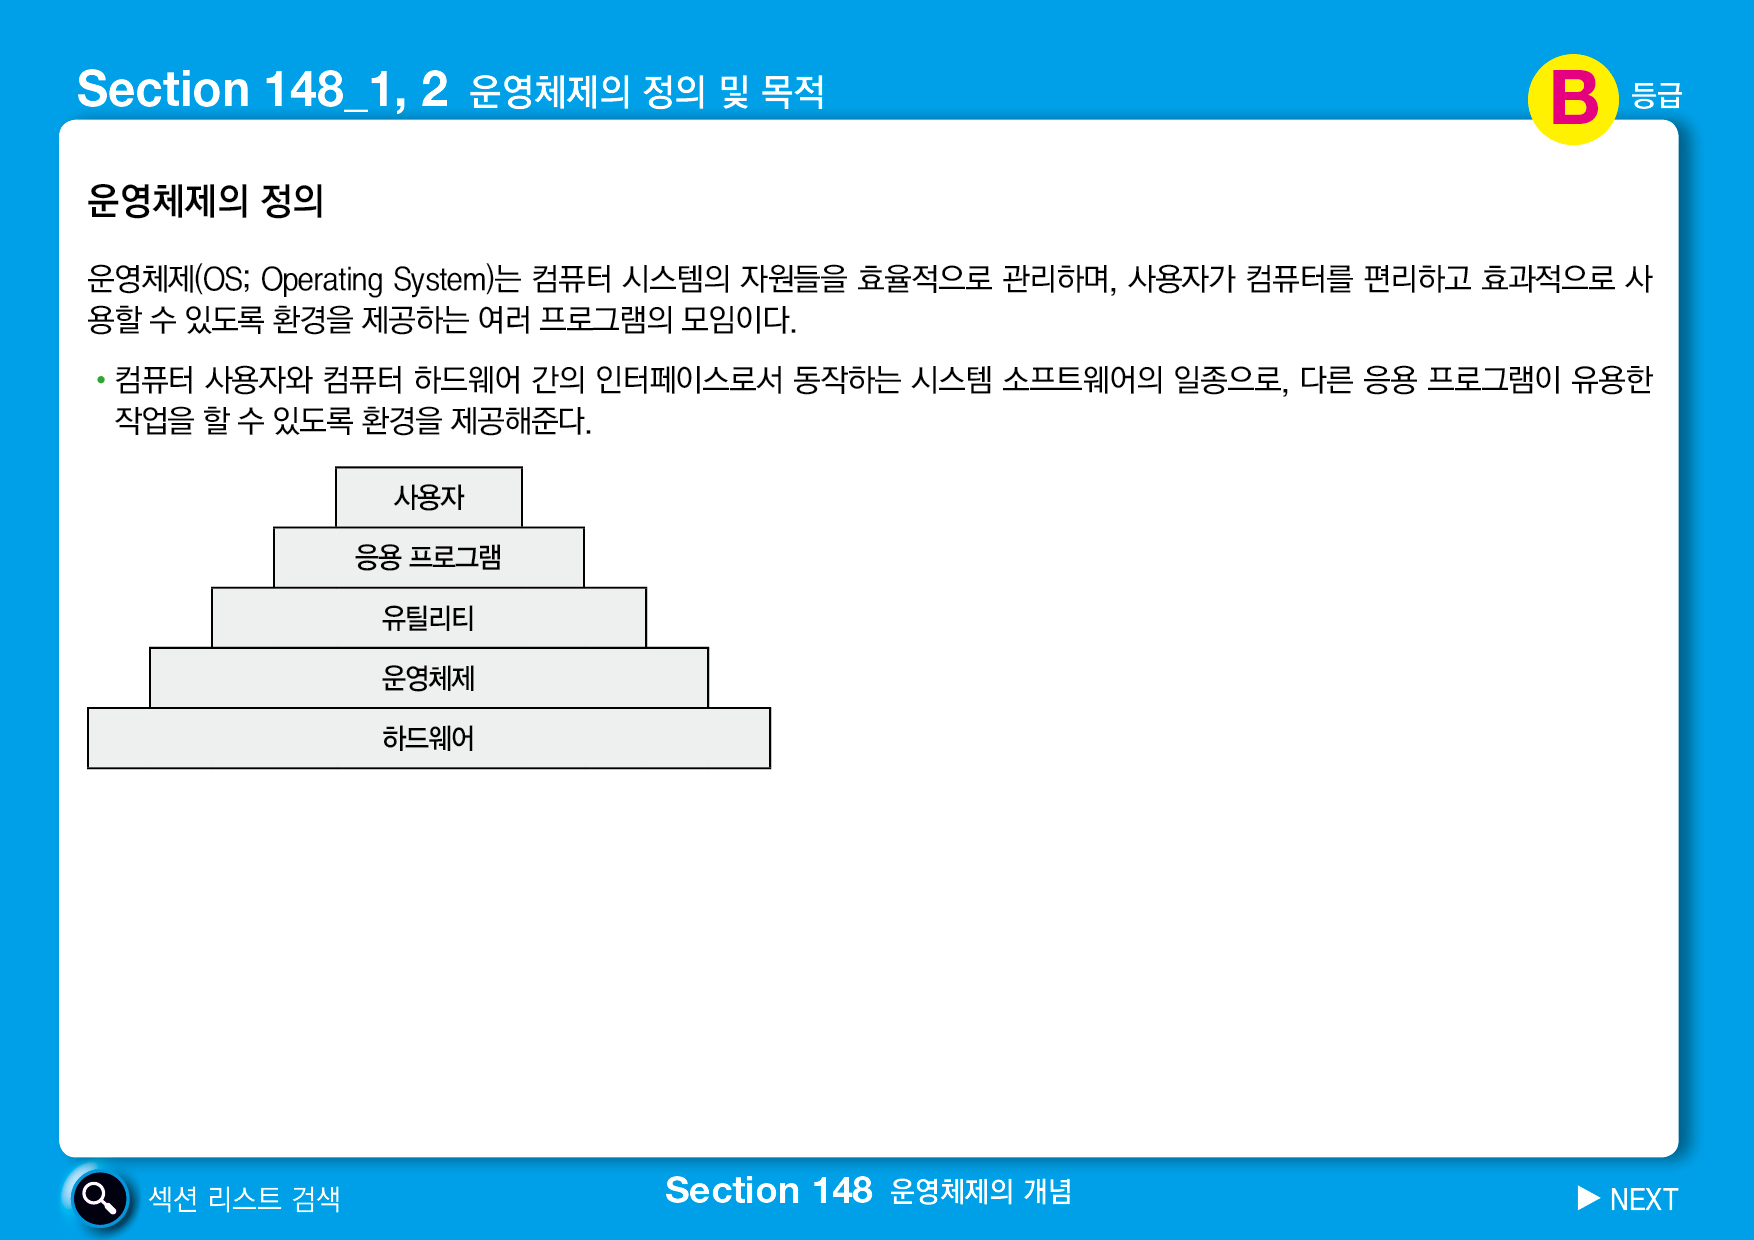 Section 148_1, 2 운영체제의 정의 및 목적
B 등급
운영체제의 정의
운영체제(OS; Operating System)는 컴퓨터 시스템의 자원들을 효율적으로 관리하며, 사용자가 컴퓨터를 편리하고 효과적으로 사
용할 수 있도록 환경을 제공하는 여러 프로그램의 모임이다.
• 컴퓨터 사용자와 컴퓨터 하드웨어 간의 인터페이스로서 동작하는 시스템 소프트웨어의 일종으로, 다른 응용 프로그램이 유용한
작업을 할 수 있도록 환경을 제공해준다.
사용자
응용 프로그램
유틸리티
운영체제
하드웨어
섹션 리스트 검색
Section 148 운영체제의 개념
▶ NEXT